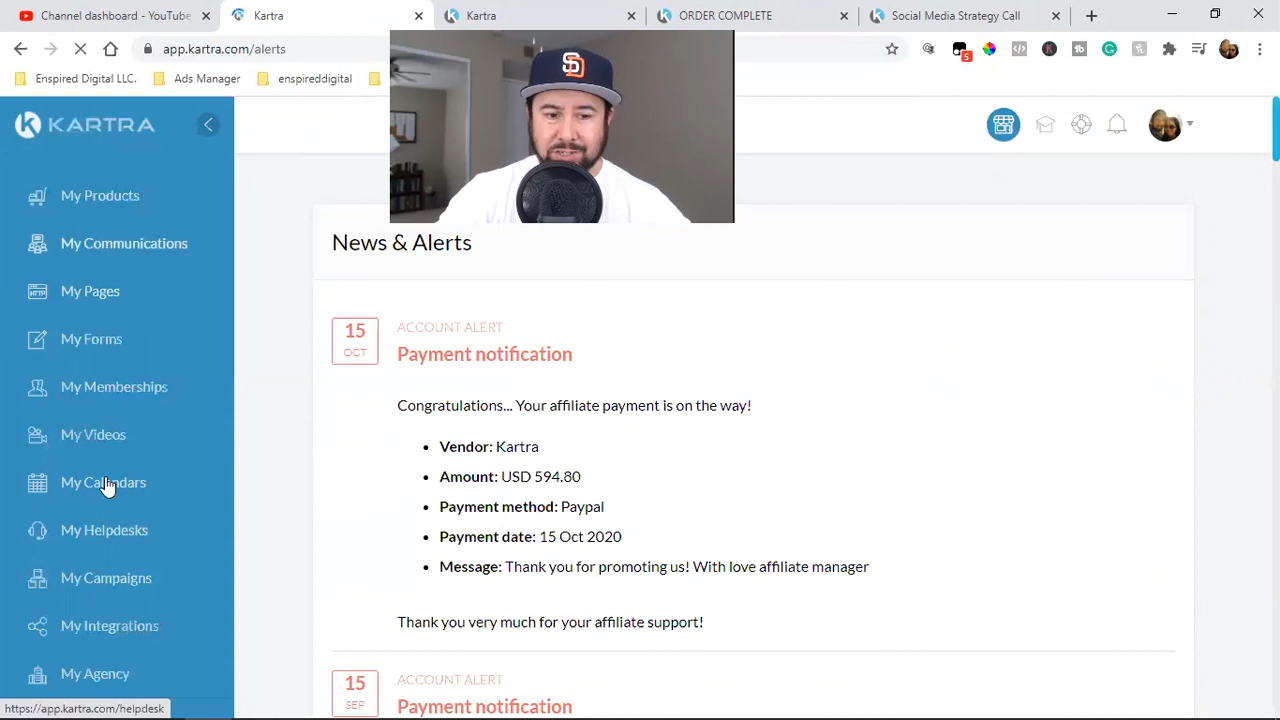 Channel dashboard - YouTube
Kartra
Kartra
ORDER COMPLETE
Social Media Strategy Call
app.kartra.com/alerts
5
Enspired Digital LLC.
Ads Manager
enspireddigital
KARTRA
SD
My Products
My Communications
My Pages
My Forms
My Memberships
My Videos
My Calendars
My Helpdesks
My Campaigns
My Integrations
My Agency
https://app.kartra.com/helpdesk
News & Alerts
15
OCT
ACCOUNT ALERT
Payment notification
Congratulations... Your affiliate payment is on the way!
• Vendor: Kartra
• Amount: USD 594.80
• Payment method: Paypal
• Payment date: 15 Oct 2020
• Message: Thank you for promoting us! With love affiliate manager
Thank you very much for your affiliate support!
15
SEP
ACCOUNT ALERT
Payment notification